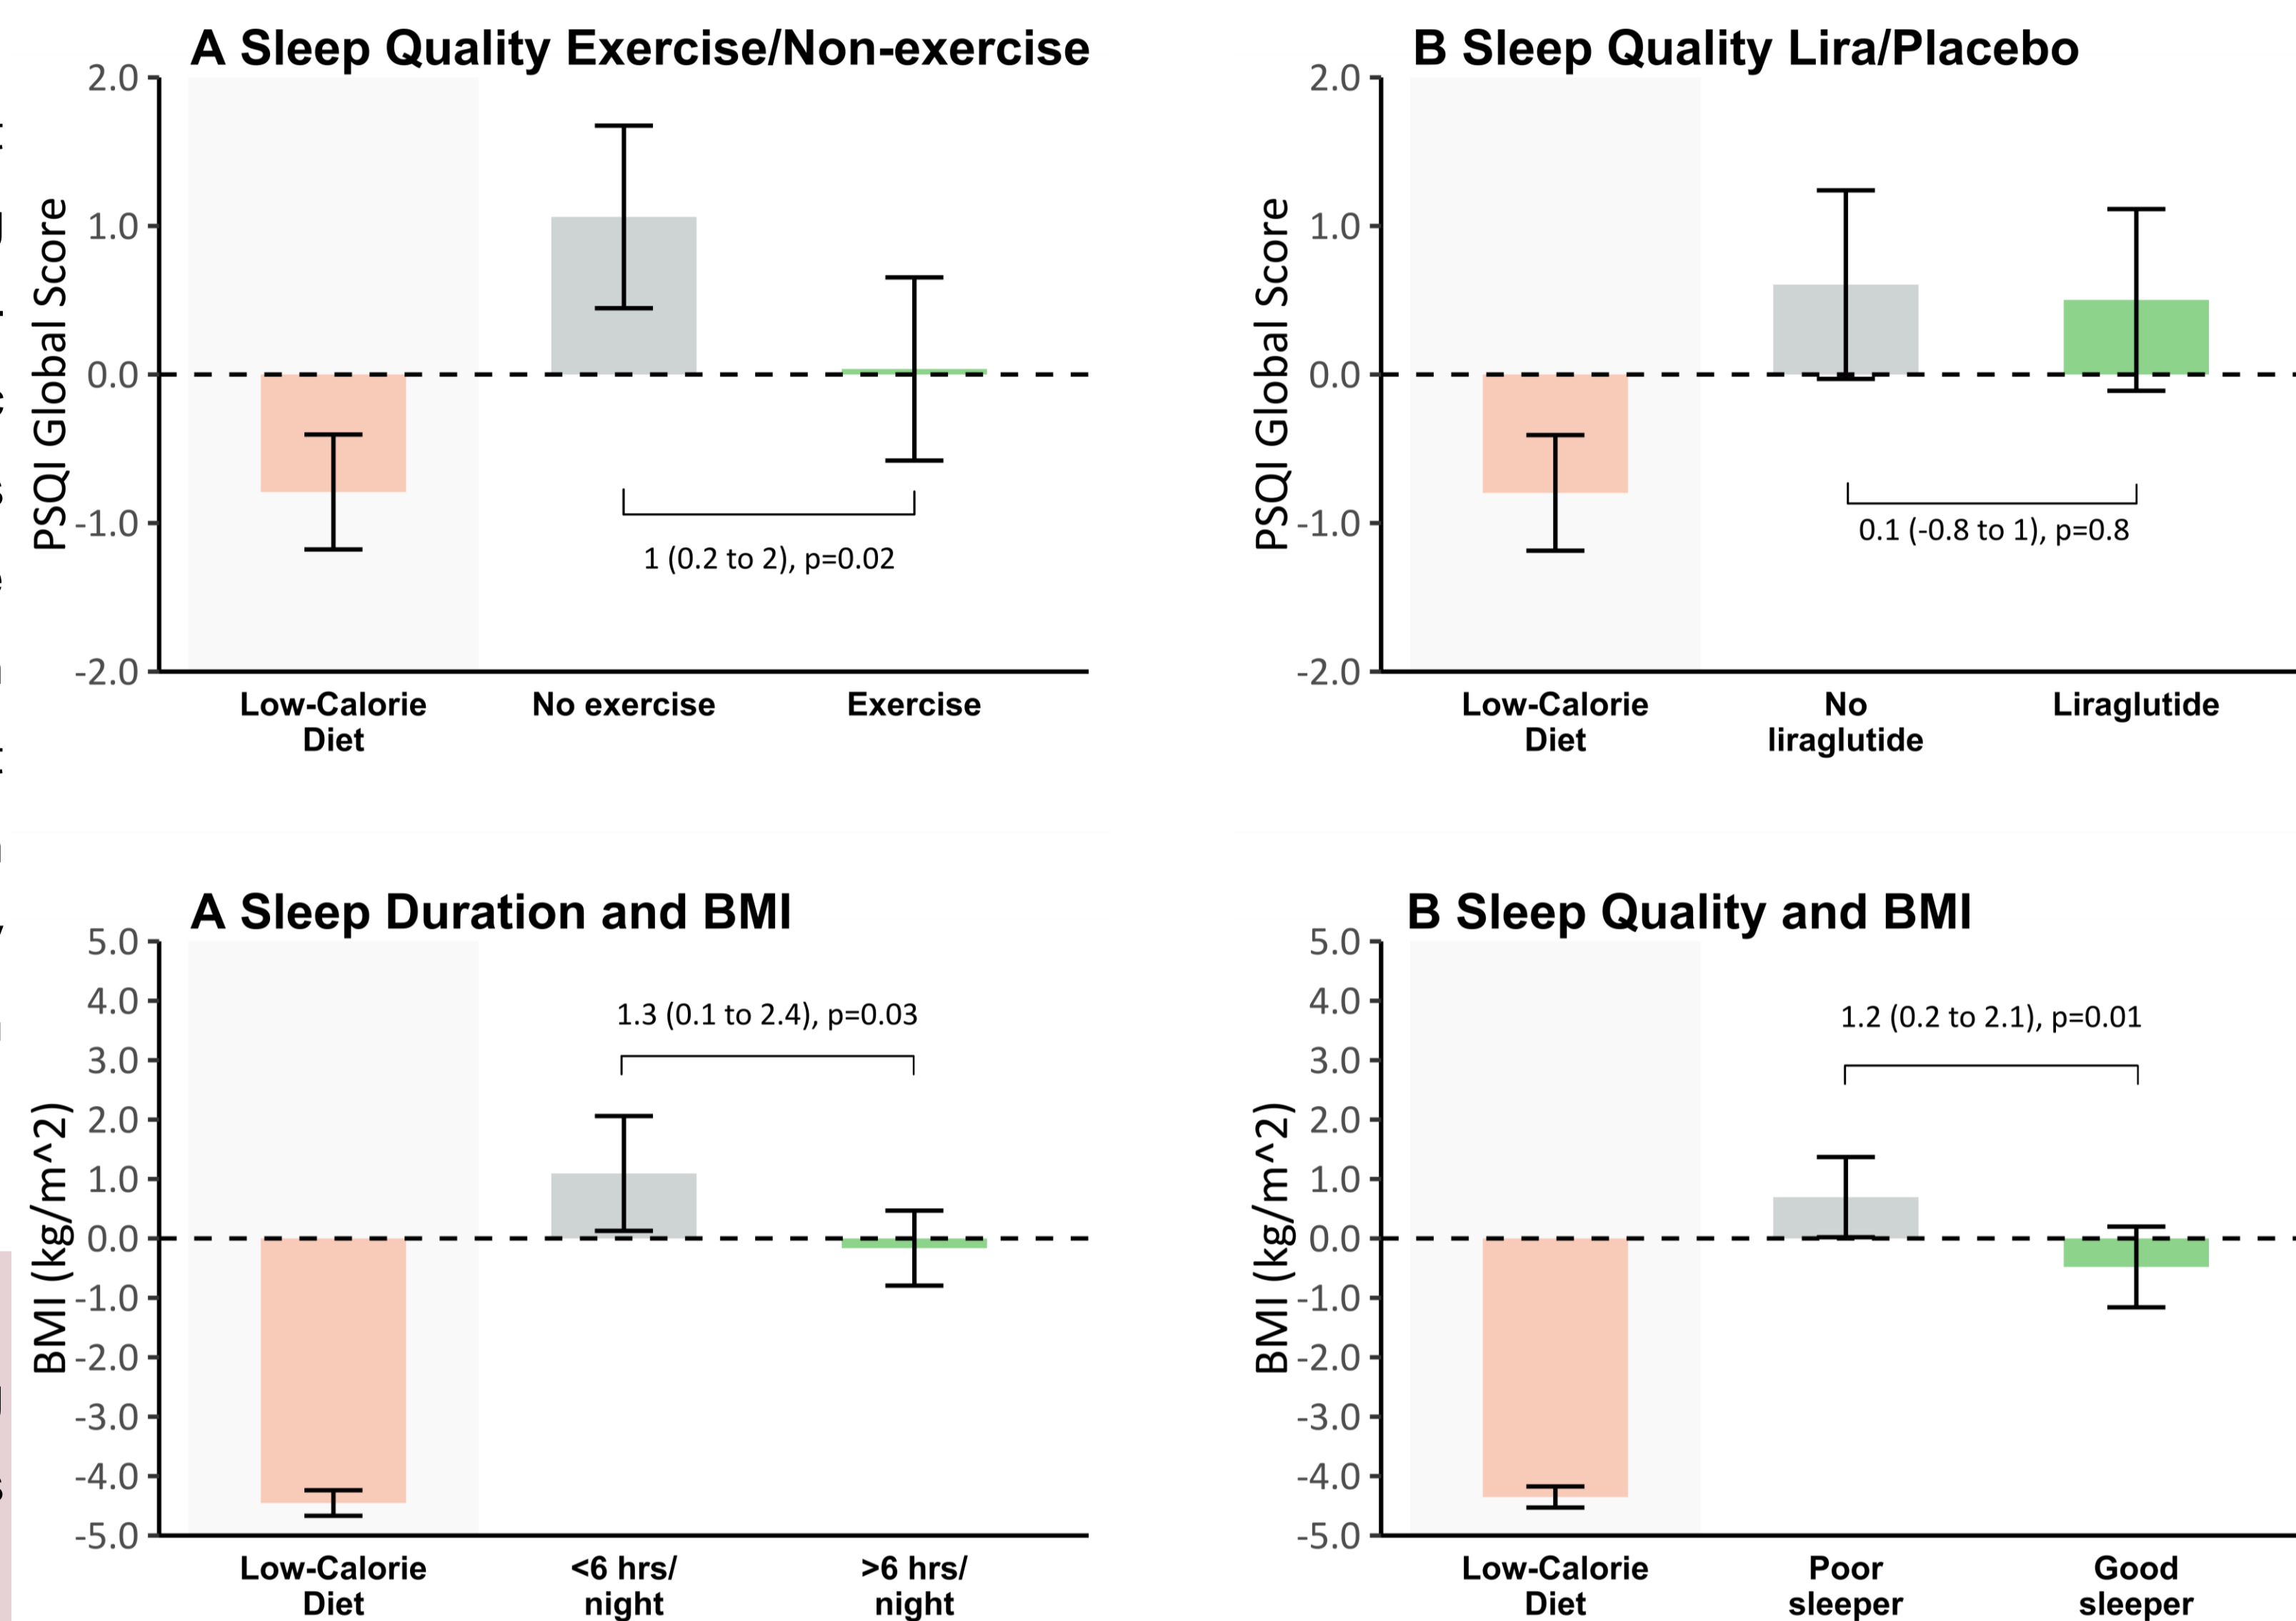 A Sleep Quality Exercise/Non-exercise
PSQI Global Score
2.0
1.0
0.0
-1.0
-2.0
1 (0.2 to 2), p=0.02
Low-Calorie
Diet
No exercise
Exercise
B Sleep Quality Lira/Placebo
PSQI Global Score
2.0
1.0
0.0
-1.0
-2.0
0.1 (-0.8 to 1), p=0.8
Low-Calorie
Diet
No
liraglutide
Liraglutide
A Sleep Duration and BMI
BMI (kg/m^2)
5.0
4.0
3.0
2.0
1.0
0.0
-1.0
-2.0
-3.0
-4.0
-5.0
1.3 (0.1 to 2.4), p=0.03
Low-Calorie
Diet
<6 hrs/
night
>6 hrs/
night
B Sleep Quality and BMI
BMI (kg/m^2)
5.0
4.0
3.0
2.0
1.0
0.0
-1.0
-2.0
-3.0
-4.0
-5.0
1.2 (0.2 to 2.1), p=0.01
Low-Calorie
Diet
Poor
sleeper
Good
sleeper